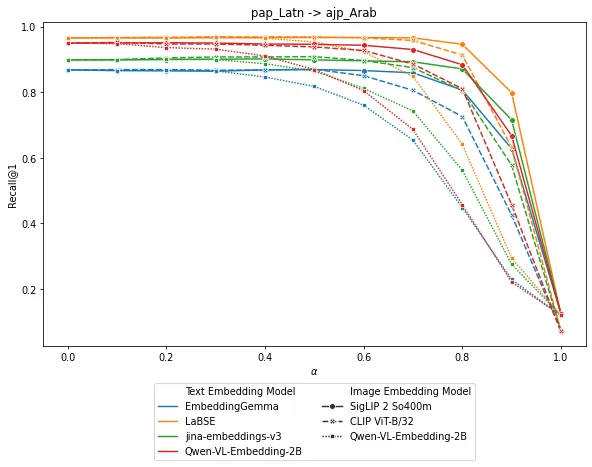 pap_Latn -> ajp_Arab
Recall@1
1.0
0.8
0.6
0.4
0.2
0.0 0.2 0.4 0.6 0.8 1.0
α
Text Embedding Model
EmbeddingGemma
LaBSE
jina-embeddings-v3
Qwen-VL-Embedding-2B
Image Embedding Model
SigLIP 2 So400m
CLIP ViT-B/32
Qwen-VL-Embedding-2B